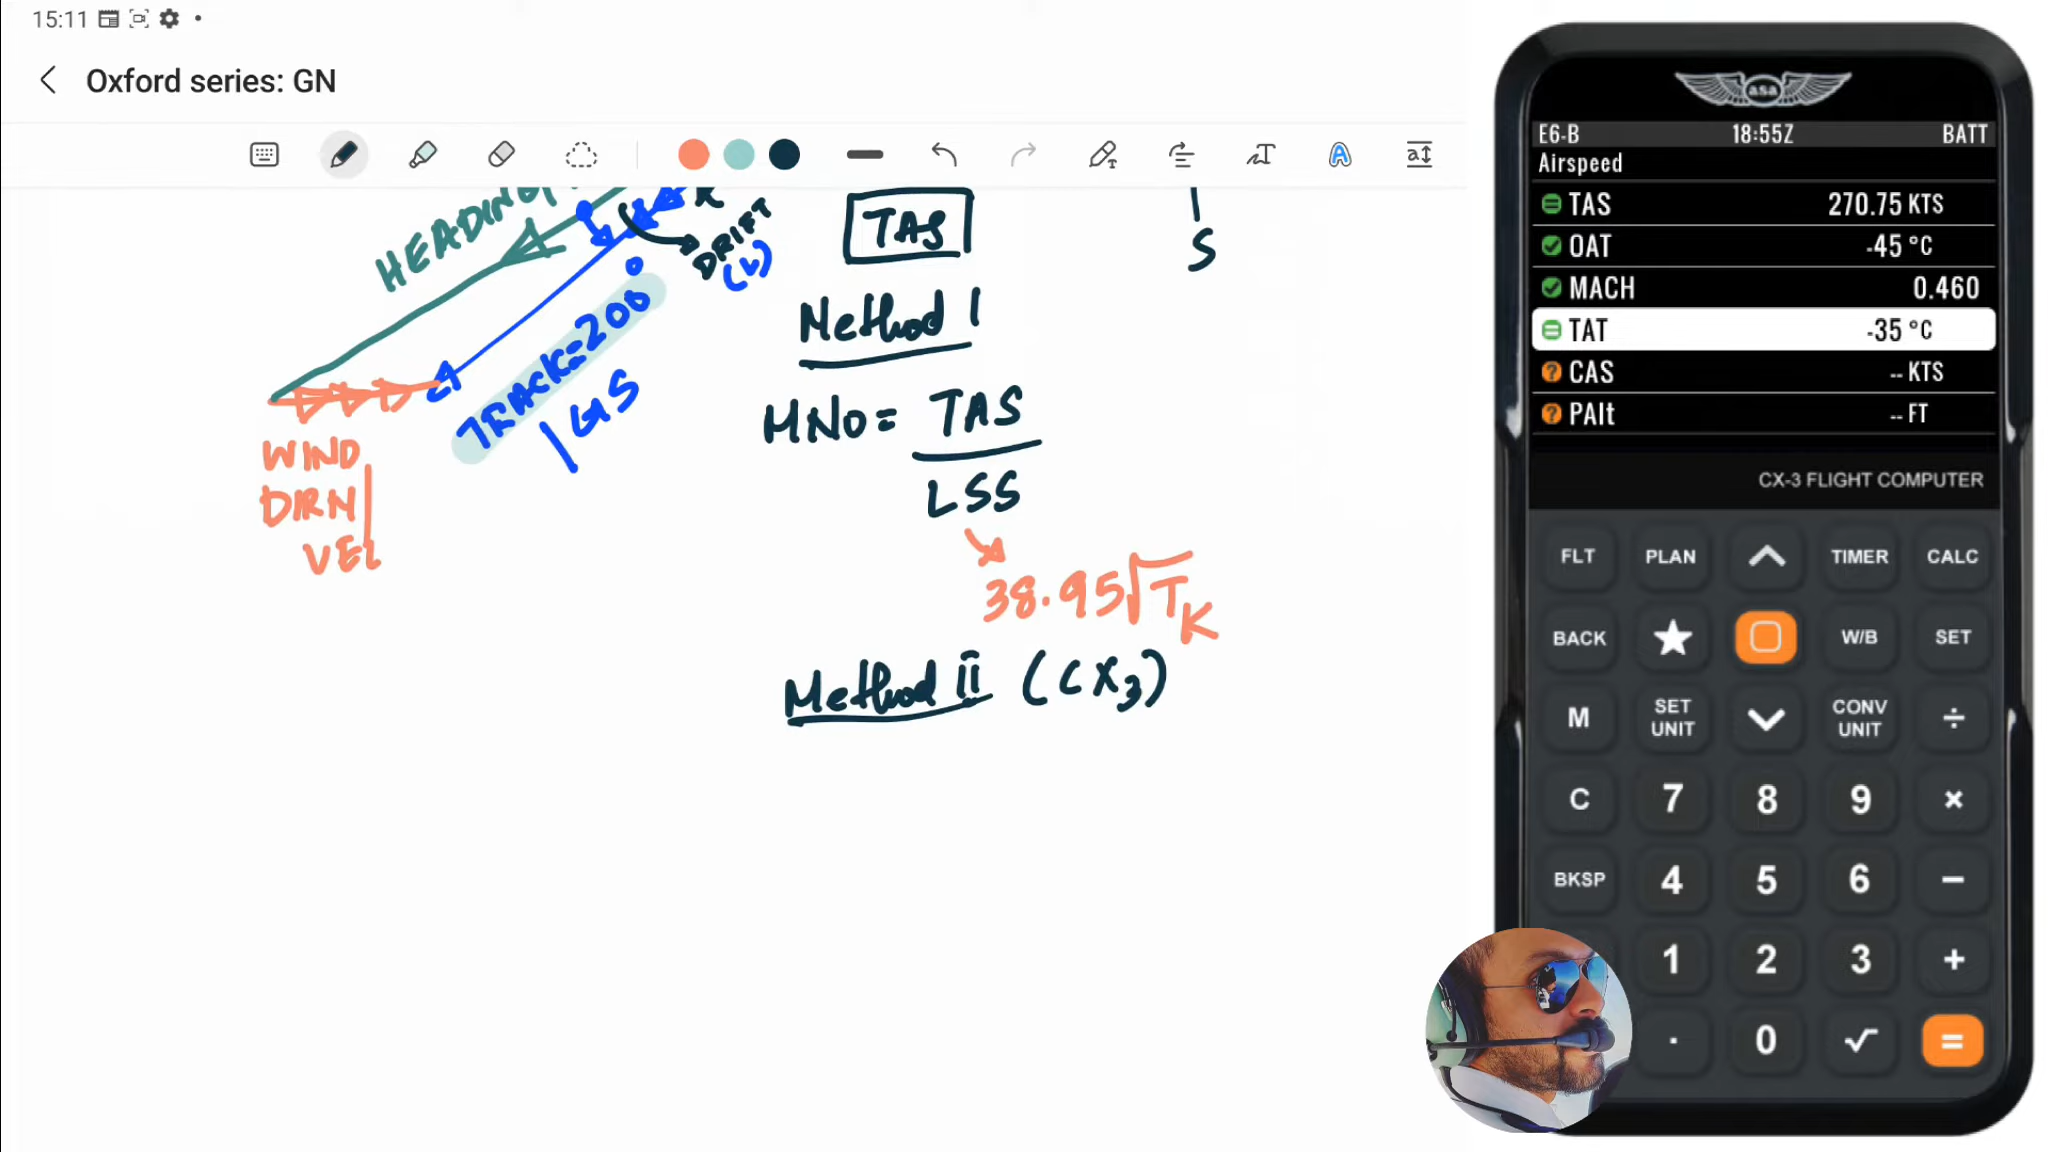 15:11
Oxford series: GN
HEADING
DRIFT
(L)
TRACK=200°
/GS
WIND
DIRN/
VEL
TAS
S
Method I
MNO = TAS
LSS
38.95√T K
Method II (CX3)
asa
E6-B 18:55Z BATT
Airspeed
TAS 270.75 KTS
OAT -45 °C
MACH 0.460
TAT -35 °C
CAS -- KTS
PAlt -- FT
CX-3 FLIGHT COMPUTER
FLT PLAN TIMER CALC
BACK W/B SET
M SET UNIT CONV UNIT ÷
C 7 8 9 ×
BKSP 4 5 6 −
1 2 3 +
. 0 √ =